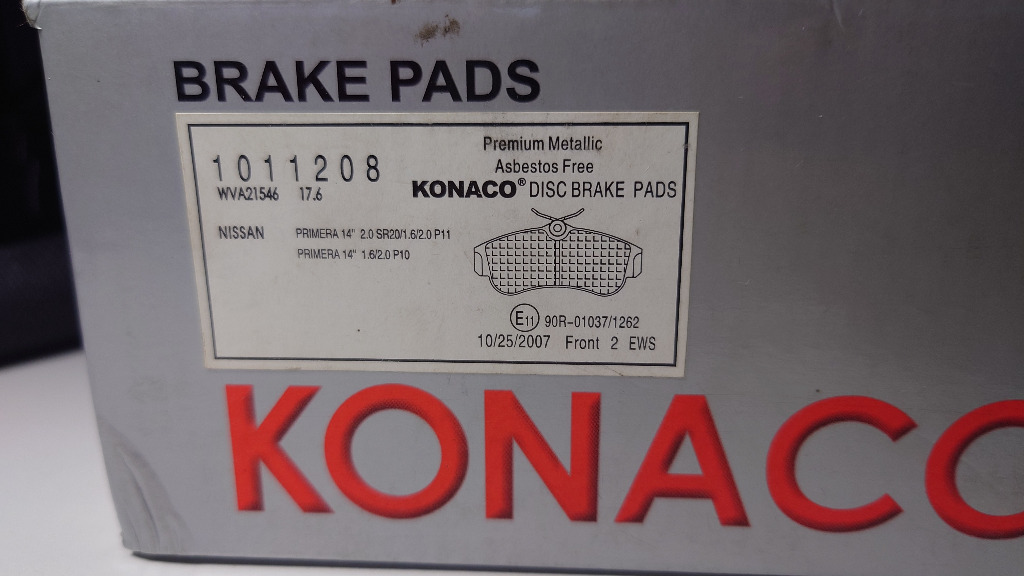 BRAKE PADS
1011208
WVA21546 17.6
Premium Metallic
Asbestos Free
KONACO® DISC BRAKE PADS
NISSAN PRIMERA 14" 2.0 SR20/1.6/2.0 P11
PRIMERA 14" 1.6/2.0 P10
E11 90R-01037/1262
10/25/2007 Front 2 EWS
KONACO